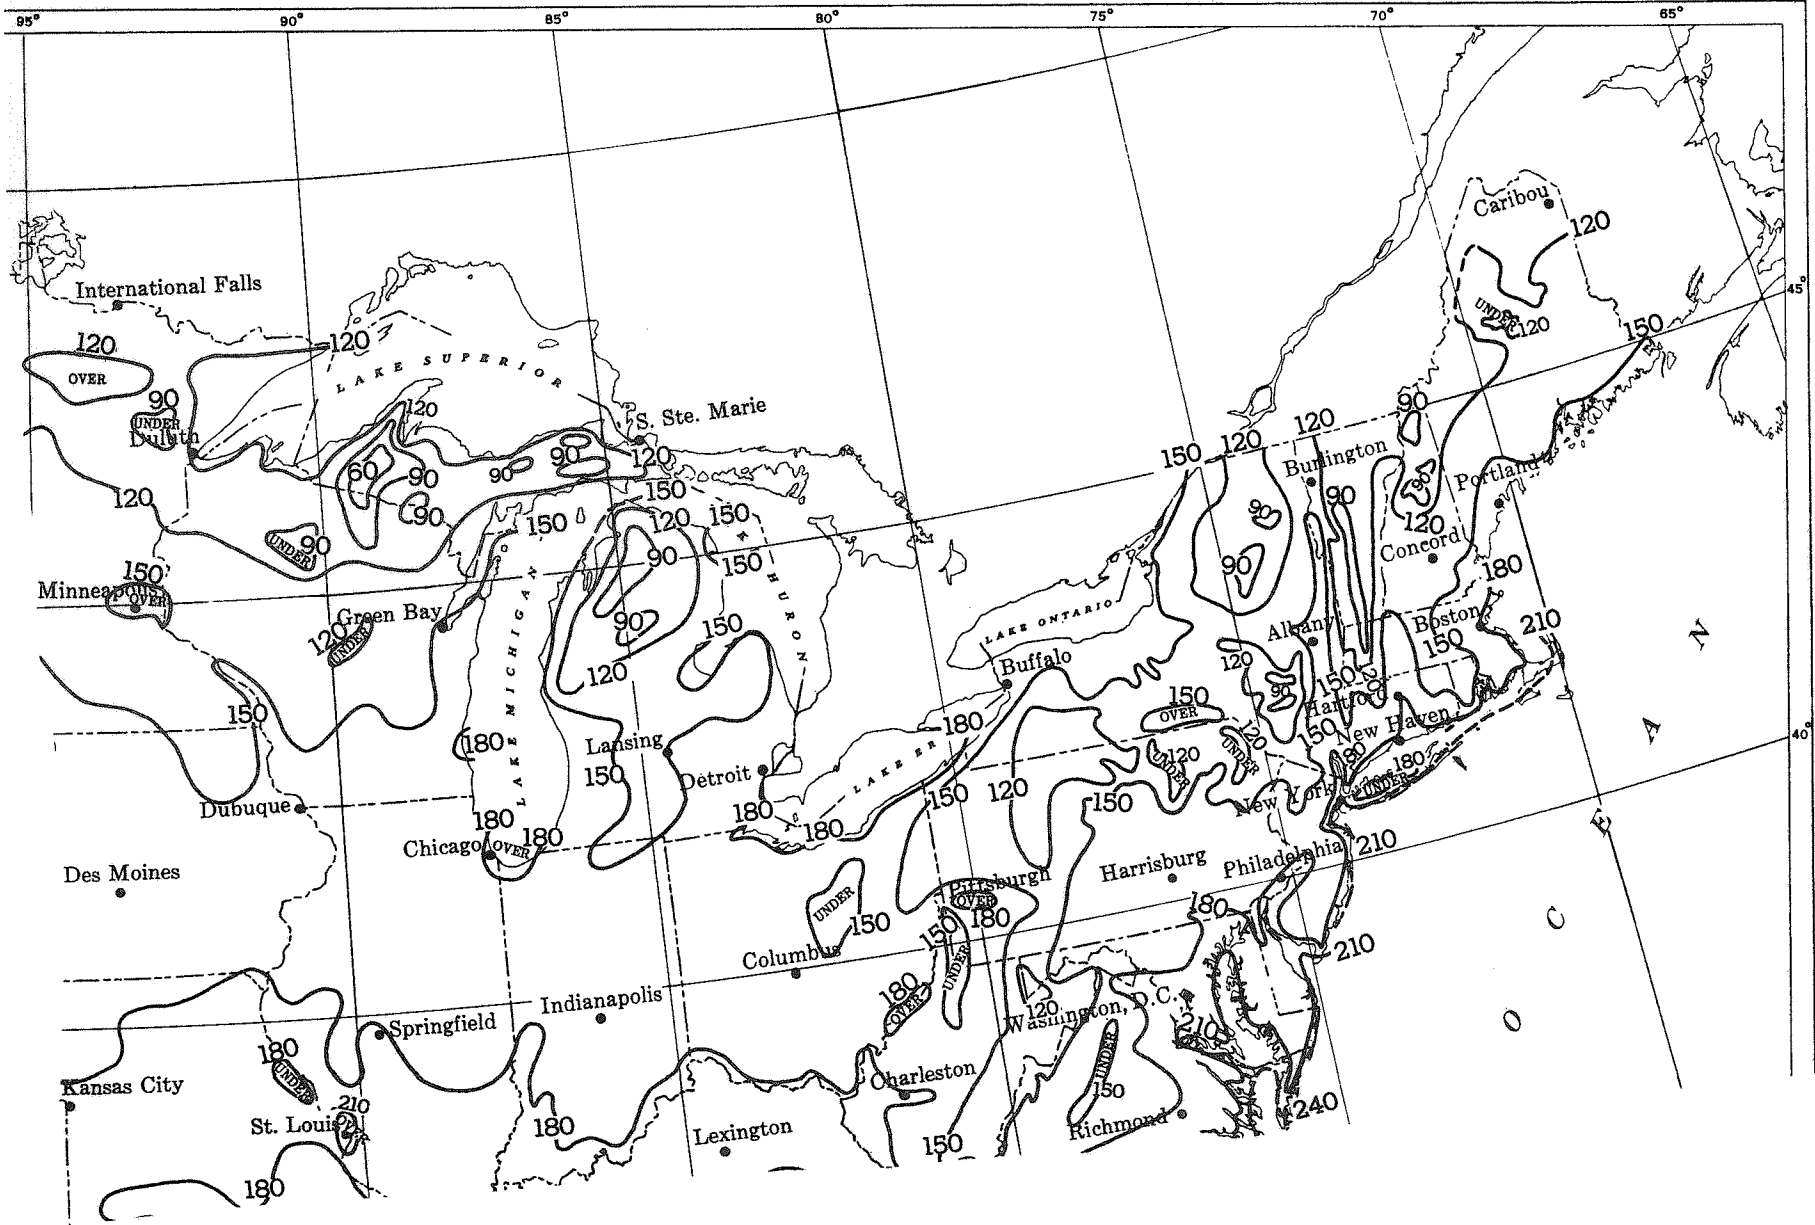 95° 90° 85° 80° 75° 70° 65°
Caribou
120
International Falls
45°
UNDER 120
150
120
120
LAKE SUPERIOR
OVER
90
UNDER
Duluth
120
S. Ste. Marie
90
120
120
150
120
Burlington
60
90
90
90
120
90
90
Portland
150
120
90
150
150
120
150
90
120
Concord
UNDER
90
90
150
90
180
150
Minneapolis
OVER
Green Bay
120
UNDER
LAKE MICHIGAN
HURON
90
150
LAKE ONTARIO
Albany
Boston
210
Buffalo
120
150
120
90
150
120
Hartford
150
OVER
150
180
180
Lansing
New Haven
40°
150
Detroit
LAKE ER
120
UNDER
120
UNDER
150
180
180
UNDER
Dubuque
180
180
150
120
150
New York
180
180
Chicago
OVER
210
Philadelphia
Harrisburg
Des Moines
UNDER
150
Pittsburgh
OVER
180
150
UNDER
180
210
Columbus
180
OVER
Indianapolis
120
Washington, D.C.
Springfield
210
180
UNDER
UNDER
Kansas City
Charleston
150
210
St. Louis
180
Lexington
150
Richmond
240
180
O C E A N